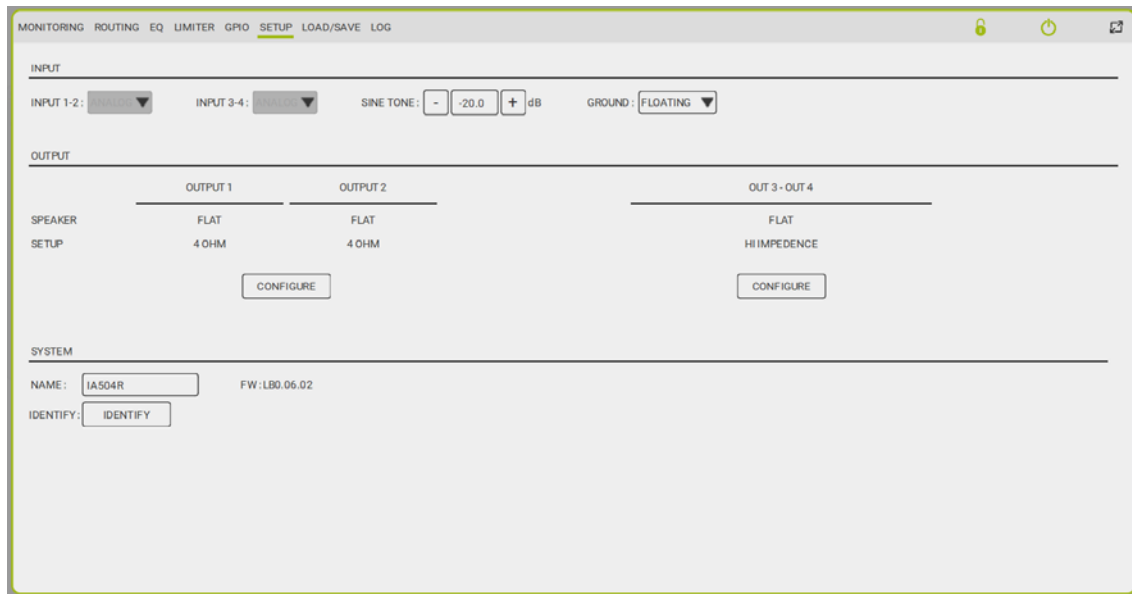 MONITORING ROUTING EQ LIMITER GPIO SETUP LOAD/SAVE LOG
INPUT
INPUT 1-2 : ANALOG INPUT 3-4 : ANALOG SINE TONE : - -20.0 + dB GROUND : FLOATING
OUTPUT
OUTPUT 1 OUTPUT 2 OUT 3 - OUT 4
SPEAKER FLAT FLAT FLAT
SETUP 4 OHM 4 OHM HI IMPEDENCE
CONFIGURE CONFIGURE
SYSTEM
NAME : IA504R FW:LB0.06.02
IDENTIFY : IDENTIFY